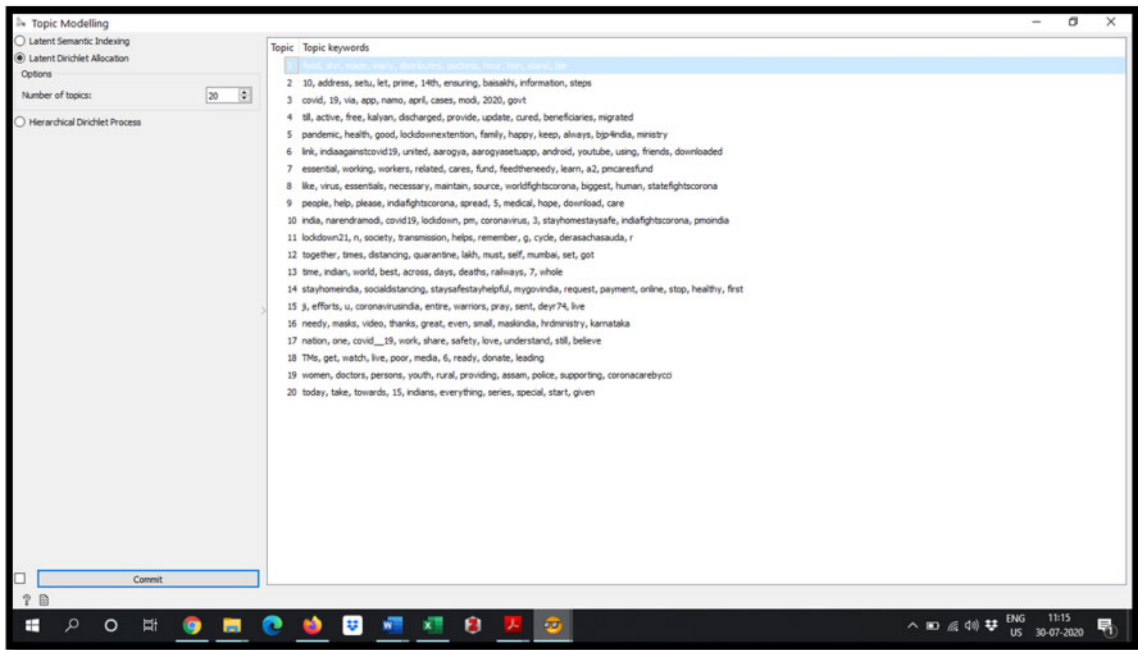 Topic Modelling
Latent Semantic Indexing
Latent Dirichlet Allocation
Options
Number of topics: 20
Hierarchical Dirichlet Process
Topic Topic keywords
1 food, shri, made, many, distributed, packets, hour, stand,
2 10, address, setu, let, prime, 14th, ensuring, baisakhi, information, steps
3 covid, 19, via, app, namo, april, cases, modi, 2020, govt
4 till, active, free, kalyan, discharged, provide, update, cured, beneficiaries, migrated
5 pandemic, health, good, lockdownextention, family, happy, keep, always, bjp4india, ministry
6 link, indiaagainstcovid19, united, aarogya, aarogyasetuapp, android, youtube, using, friends, downloaded
7 essential, working, workers, related, cares, fund, feedtheneedy, learn, a2, pmcaresfund
8 like, virus, essentials, necessary, maintain, source, worldfightscorona, biggest, human, statefightscorona
9 people, help, please, indiafightscorona, spread, 5, medical, hope, download, care
10 india, narendramodi, covid19, lockdown, pm, coronavirus, 3, stayhomestaysafe, indiafightscorona, pmoindia
11 lockdown21, n, society, transmission, helps, remember, g, cycle, derasachasauda, r
12 together, times, distancing, quarantine, lakh, must, self, mumbai, set, got
13 time, indian, world, best, across, days, deaths, railways, 7, whole
14 stayhomeindia, socialdistancing, staysafestayhelpful, mygovindia, request, payment, online, stop, healthy, first
15 ji, efforts, u, coronavirusindia, entire, warriors, pray, sent, deyr74, live
16 needy, masks, video, thanks, great, even, small, maskindia, hrdministry, karnataka
17 nation, one, covid__19, work, share, safety, love, understand, still, believe
18 TMs, get, watch, live, poor, media, 6, ready, donate, leading
19 women, doctors, persons, youth, rural, providing, assam, police, supporting, coronacarebycci
20 today, take, towards, 15, indians, everything, series, special, start, given
Commit
ENG 11:15
US 30-07-2020